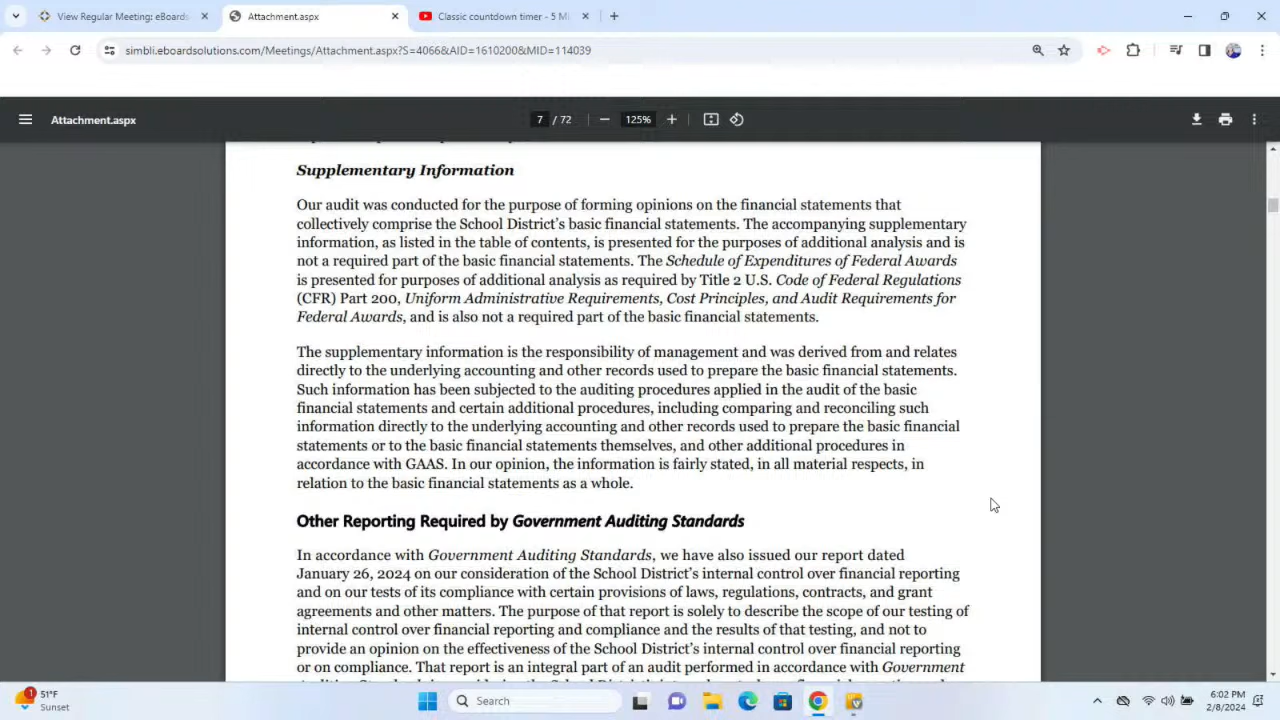 View Regular Meeting: eBoards
Attachment.aspx
Classic countdown timer - 5 Mi
simbli.eboardsolutions.com/Meetings/Attachment.aspx?S=4066&AID=1610200&MID=114039
Attachment.aspx
7 / 72
125%
Supplementary Information
Our audit was conducted for the purpose of forming opinions on the financial statements that
collectively comprise the School District's basic financial statements. The accompanying supplementary
information, as listed in the table of contents, is presented for the purposes of additional analysis and is
not a required part of the basic financial statements. The Schedule of Expenditures of Federal Awards
is presented for purposes of additional analysis as required by Title 2 U.S. Code of Federal Regulations
(CFR) Part 200, Uniform Administrative Requirements, Cost Principles, and Audit Requirements for
Federal Awards, and is also not a required part of the basic financial statements.
The supplementary information is the responsibility of management and was derived from and relates
directly to the underlying accounting and other records used to prepare the basic financial statements.
Such information has been subjected to the auditing procedures applied in the audit of the basic
financial statements and certain additional procedures, including comparing and reconciling such
information directly to the underlying accounting and other records used to prepare the basic financial
statements or to the basic financial statements themselves, and other additional procedures in
accordance with GAAS. In our opinion, the information is fairly stated, in all material respects, in
relation to the basic financial statements as a whole.
Other Reporting Required by Government Auditing Standards
In accordance with Government Auditing Standards, we have also issued our report dated
January 26, 2024 on our consideration of the School District's internal control over financial reporting
and on our tests of its compliance with certain provisions of laws, regulations, contracts, and grant
agreements and other matters. The purpose of that report is solely to describe the scope of our testing of
internal control over financial reporting and compliance and the results of that testing, and not to
provide an opinion on the effectiveness of the School District's internal control over financial reporting
or on compliance. That report is an integral part of an audit performed in accordance with Government
1
51°F
Sunset
Search
6:02 PM
2/8/2024